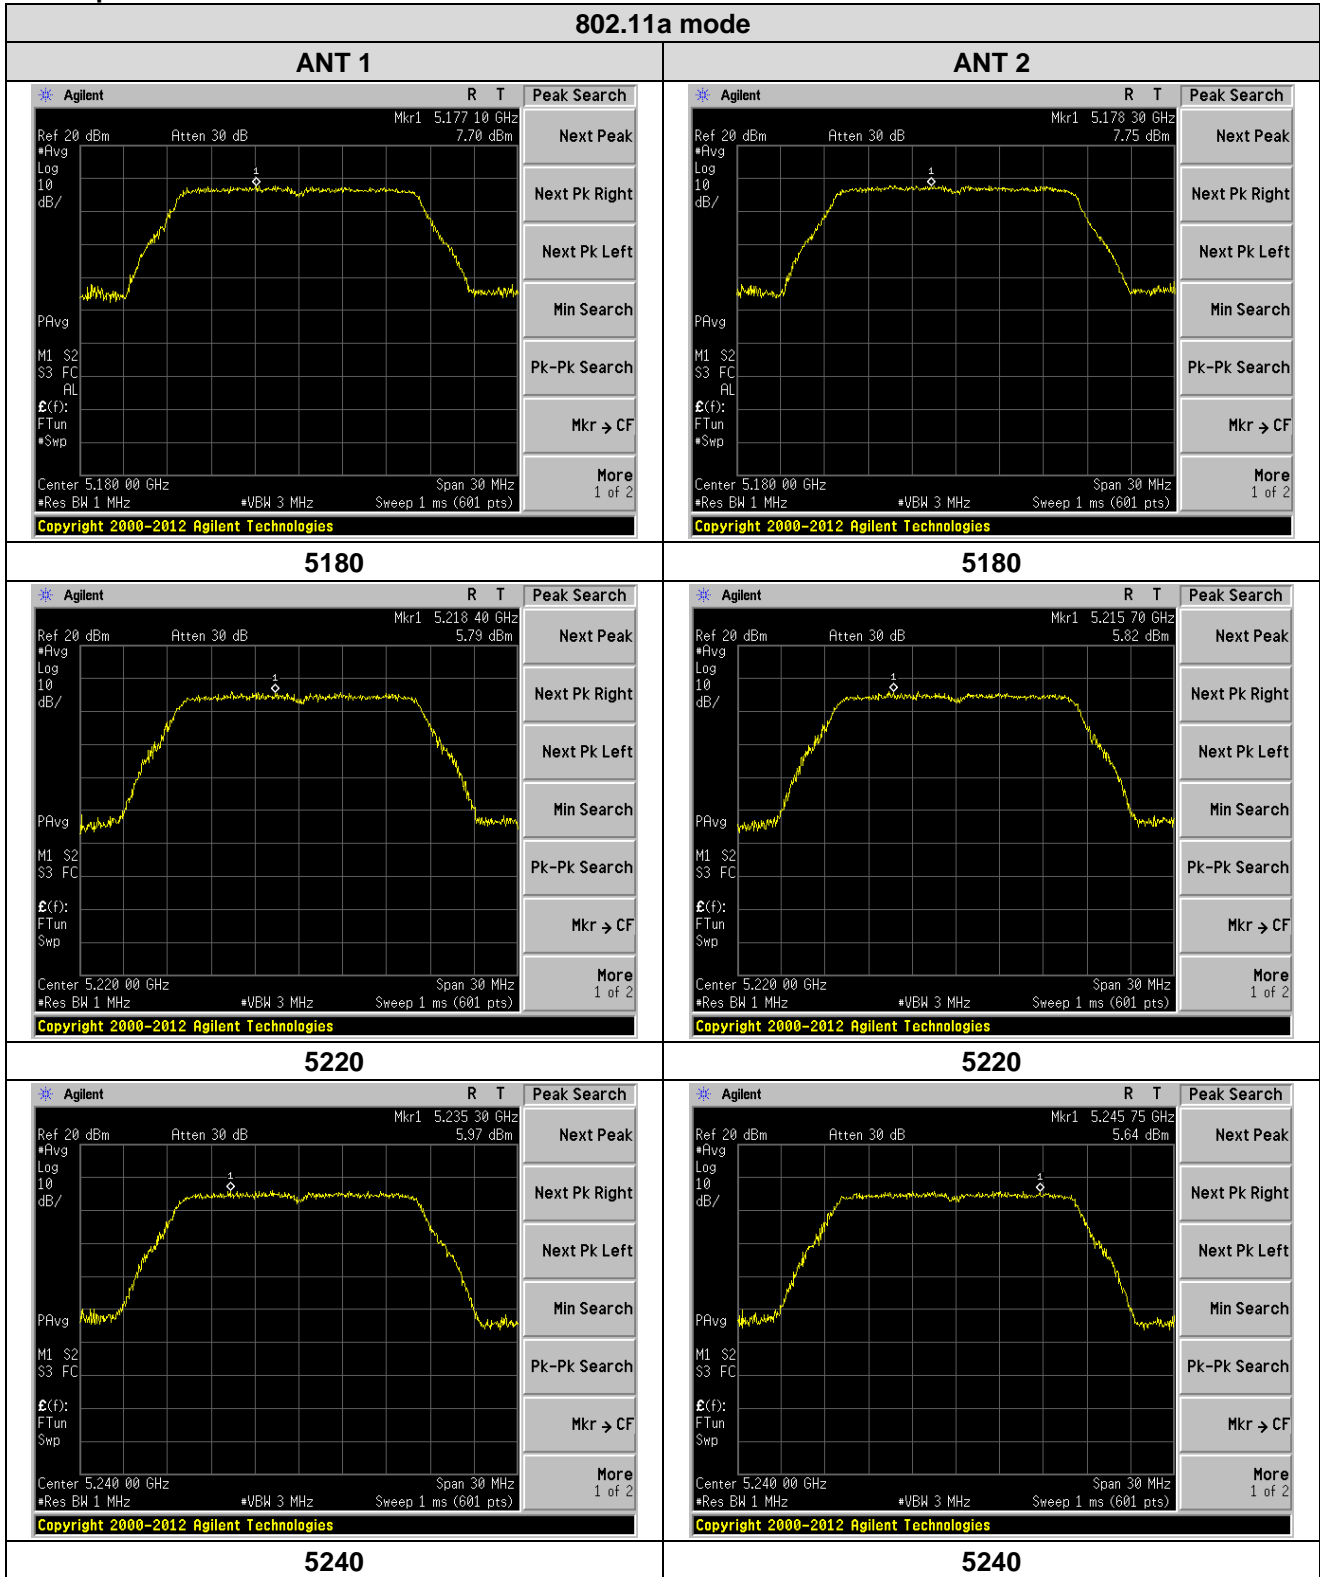 802.11a mode
ANT 1 ANT 2
Agilent R T Peak Search
Mkr1 5.177 10 GHz
Ref 20 dBm Atten 30 dB 7.70 dBm Next Peak
#Avg
Log
1
10
dB/
Next Pk Right
Next Pk Left
Min Search
PAvg
M1 S2
S3 FC
AL
Pk-Pk Search
£(f):
FTun
#Swp
Mkr → CF
Center 5.180 00 GHz Span 30 MHz
#Res BW 1 MHz #VBW 3 MHz Sweep 1 ms (601 pts)
More
1 of 2
Copyright 2000-2012 Agilent Technologies
Agilent R T Peak Search
Mkr1 5.178 30 GHz
Ref 20 dBm Atten 30 dB 7.75 dBm Next Peak
#Avg
Log
1
10
dB/
Next Pk Right
Next Pk Left
Min Search
PAvg
M1 S2
S3 FC
AL
Pk-Pk Search
£(f):
FTun
#Swp
Mkr → CF
Center 5.180 00 GHz Span 30 MHz
#Res BW 1 MHz #VBW 3 MHz Sweep 1 ms (601 pts)
More
1 of 2
Copyright 2000-2012 Agilent Technologies
5180 5180
Agilent R T Peak Search
Mkr1 5.218 40 GHz
Ref 20 dBm Atten 30 dB 5.79 dBm Next Peak
#Avg
Log
1
10
dB/
Next Pk Right
Next Pk Left
Min Search
PAvg
M1 S2
S3 FC
Pk-Pk Search
£(f):
FTun
Swp
Mkr → CF
Center 5.220 00 GHz Span 30 MHz
#Res BW 1 MHz #VBW 3 MHz Sweep 1 ms (601 pts)
More
1 of 2
Copyright 2000-2012 Agilent Technologies
Agilent R T Peak Search
Mkr1 5.215 70 GHz
Ref 20 dBm Atten 30 dB 5.82 dBm Next Peak
#Avg
Log
1
10
dB/
Next Pk Right
Next Pk Left
Min Search
PAvg
M1 S2
S3 FC
Pk-Pk Search
£(f):
FTun
Swp
Mkr → CF
Center 5.220 00 GHz Span 30 MHz
#Res BW 1 MHz #VBW 3 MHz Sweep 1 ms (601 pts)
More
1 of 2
Copyright 2000-2012 Agilent Technologies
5220 5220
Agilent R T Peak Search
Mkr1 5.235 30 GHz
Ref 20 dBm Atten 30 dB 5.97 dBm Next Peak
#Avg
Log
1
10
dB/
Next Pk Right
Next Pk Left
Min Search
PAvg
M1 S2
S3 FC
Pk-Pk Search
£(f):
FTun
Swp
Mkr → CF
Center 5.240 00 GHz Span 30 MHz
#Res BW 1 MHz #VBW 3 MHz Sweep 1 ms (601 pts)
More
1 of 2
Copyright 2000-2012 Agilent Technologies
Agilent R T Peak Search
Mkr1 5.245 75 GHz
Ref 20 dBm Atten 30 dB 5.64 dBm Next Peak
#Avg
Log
1
10
dB/
Next Pk Right
Next Pk Left
Min Search
PAvg
M1 S2
S3 FC
Pk-Pk Search
£(f):
FTun
Swp
Mkr → CF
Center 5.240 00 GHz Span 30 MHz
#Res BW 1 MHz #VBW 3 MHz Sweep 1 ms (601 pts)
More
1 of 2
Copyright 2000-2012 Agilent Technologies
5240 5240